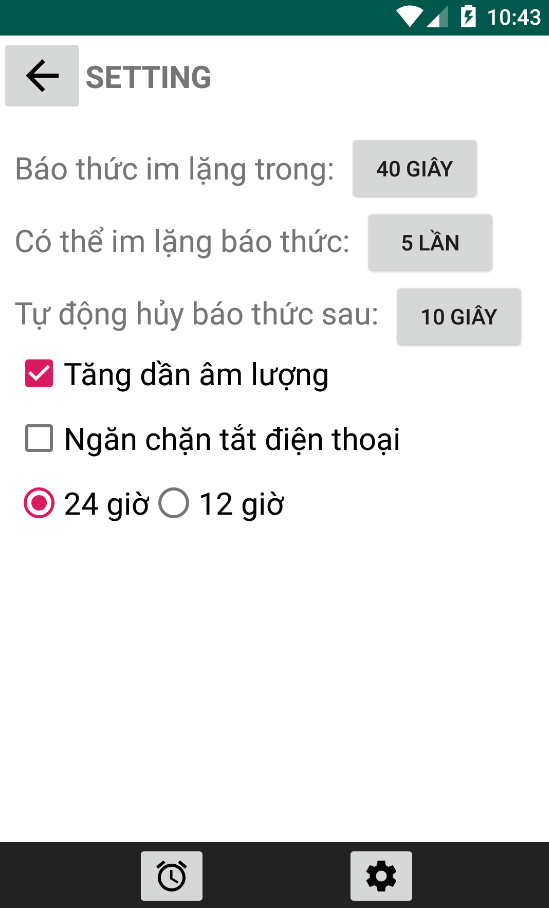 10:43
SETTING
Báo thức im lặng trong: 40 GIÂY
Có thể im lặng báo thức: 5 LẦN
Tự động hủy báo thức sau: 10 GIÂY
Tăng dần âm lượng
Ngăn chặn tắt điện thoại
24 giờ 12 giờ